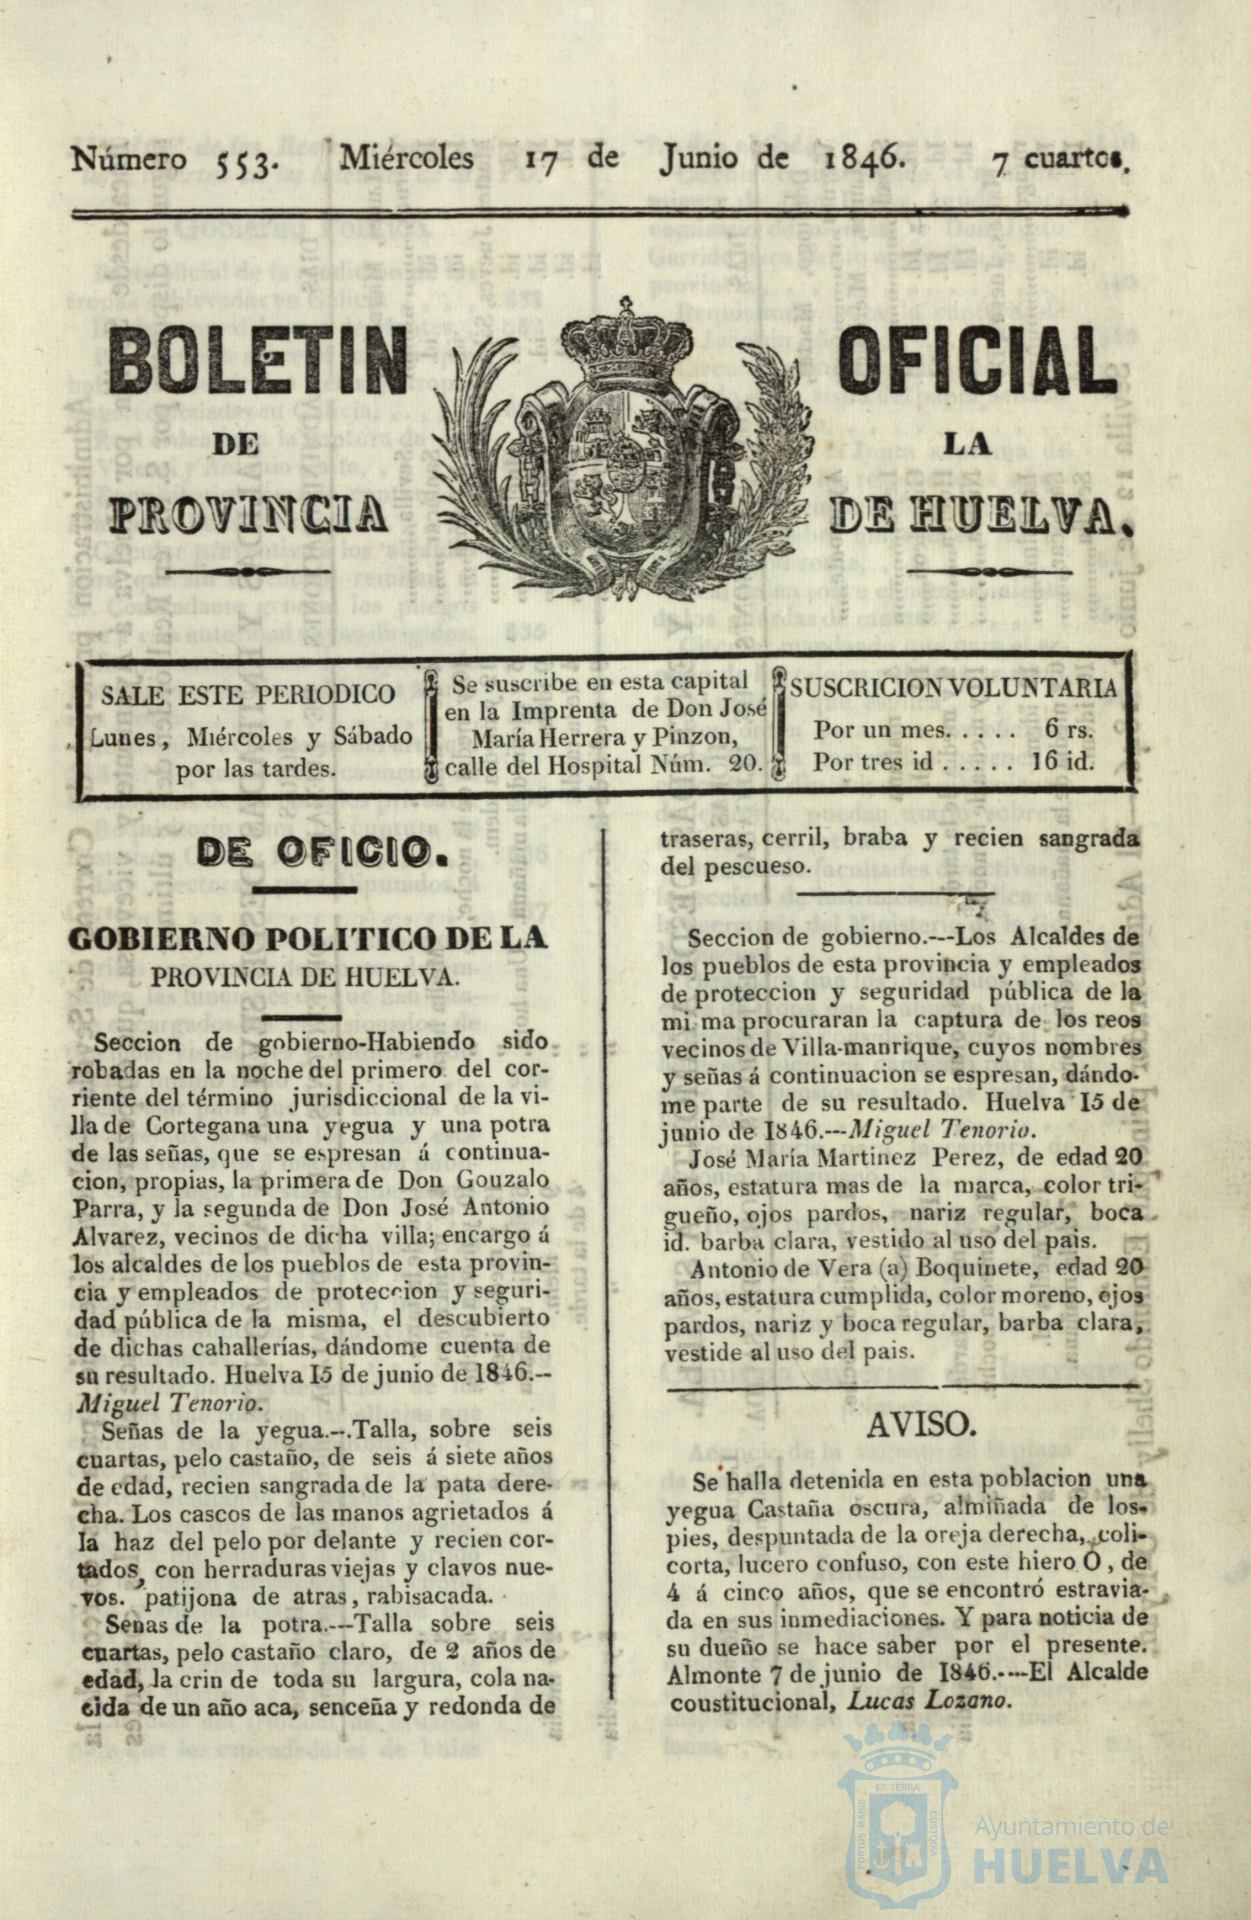 Número 553. Miércoles 17 de Junio de 1846. 7 cuartos.
BOLETIN OFICIAL
DE LA
PROVINCIA DE HUELVA.
SALE ESTE PERIODICO
Lunes, Miércoles y Sábado
por las tardes.
Se suscribe en esta capital
en la Imprenta de Don José
María Herrera y Pinzon,
calle del Hospital Núm. 20.
SUSCRICION VOLUNTARIA
Por un mes. . . . . 6 rs.
Por tres id . . . . . 16 id.
DE OFICIO.
GOBIERNO POLITICO DE LA
PROVINCIA DE HUELVA.
Seccion de gobierno-Habiendo sido
robadas en la noche del primero del cor-
riente del término jurisdiccional de la vi-
lla de Cortegana una yegua y una potra
de las señas, que se espresan á continua-
cion, propias, la primera de Don Gouzalo
Parra, y la segunda de Don José Antonio
Alvarez, vecinos de dicha villa; encargo á
los alcaldes de los pueblos de esta provin-
cia y empleados de proteccion y seguri-
dad pública de la misma, el descubierto
de dichas caballerías, dándome cuenta de
su resultado. Huelva 15 de junio de 1846.--
Miguel Tenorio.
Señas de la yegua.--.Talla, sobre seis
cuartas, pelo castaño, de seis á siete años
de edad, recien sangrada de la pata dere-
cha. Los cascos de las manos agrietados á
la haz del pelo por delante y recien cor-
tados, con herraduras viejas y clavos nue-
vos. patijona de atras, rabisacada.
Senas de la potra.---Talla sobre seis
cuartas, pelo castaño claro, de 2 años de
edad, la crin de toda su largura, cola na-
cida de un año aca, senceña y redonda de
traseras, cerril, braba y recien sangrada
del pescueso.
Seccion de gobierno.---Los Alcaldes de
los pueblos de esta provincia y empleados
de proteccion y seguridad pública de la
mi ma procuraran la captura de los reos
vecinos de Villa-manrique, cuyos nombres
y señas á continuacion se espresan, dándo-
me parte de su resultado. Huelva 15 de
junio de 1846.---Miguel Tenorio.
José María Martinez Perez, de edad 20
años, estatura mas de la marca, color tri-
gueño, ojos pardos, nariz regular, boca
id. barba clara, vestido al uso del pais.
Antonio de Vera (a) Boquinete, edad 20
años, estatura cumplida, color moreno, ojos
pardos, nariz y boca regular, barba clara,
vestide al uso del pais.
AVISO.
Se halla detenida en esta poblacion una
yegua Castaña oscura, almiñada de los-
pies, despuntada de la oreja derecha, coli-
corta, lucero confuso, con este hiero O, de
4 á cinco años, que se encontró estravia-
da en sus inmediaciones. Y para noticia de
su dueño se hace saber por el presente.
Almonte 7 de junio de 1846.----El Alcalde
coustitucional, Lucas Lozano.
ET TERRÆ
PORTUS MARIS
CUSTODIA
Ayuntamiento de
HUELVA